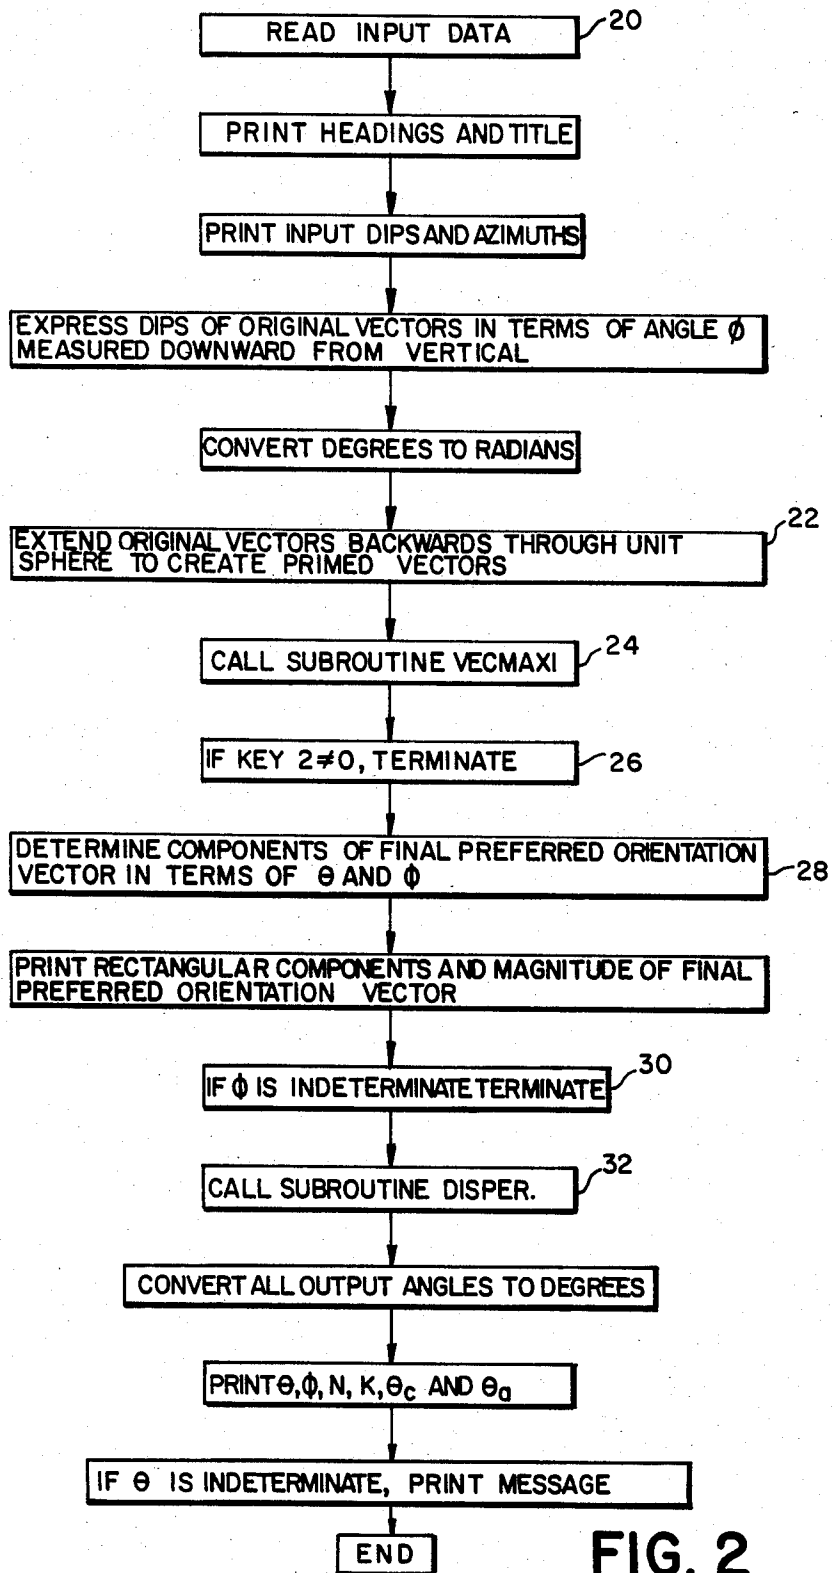 READ INPUT DATA
20
PRINT HEADINGS AND TITLE
PRINT INPUT DIPS AND AZIMUTHS
EXPRESS DIPS OF ORIGINAL VECTORS IN TERMS OF ANGLE ϕ
MEASURED DOWNWARD FROM VERTICAL
CONVERT DEGREES TO RADIANS
22
EXTEND ORIGINAL VECTORS BACKWARDS THROUGH UNIT
SPHERE TO CREATE PRIMED VECTORS
CALL SUBROUTINE VECMAXI
24
IF KEY 2≠0, TERMINATE
26
DETERMINE COMPONENTS OF FINAL PREFERRED ORIENTATION
VECTOR IN TERMS OF θ AND ϕ
28
PRINT RECTANGULAR COMPONENTS AND MAGNITUDE OF FINAL
PREFERRED ORIENTATION VECTOR
IF ϕ IS INDETERMINATE TERMINATE
30
CALL SUBROUTINE DISPER.
32
CONVERT ALL OUTPUT ANGLES TO DEGREES
PRINT θ, ϕ, N, K, θc AND θa
IF θ IS INDETERMINATE, PRINT MESSAGE
END
FIG. 2